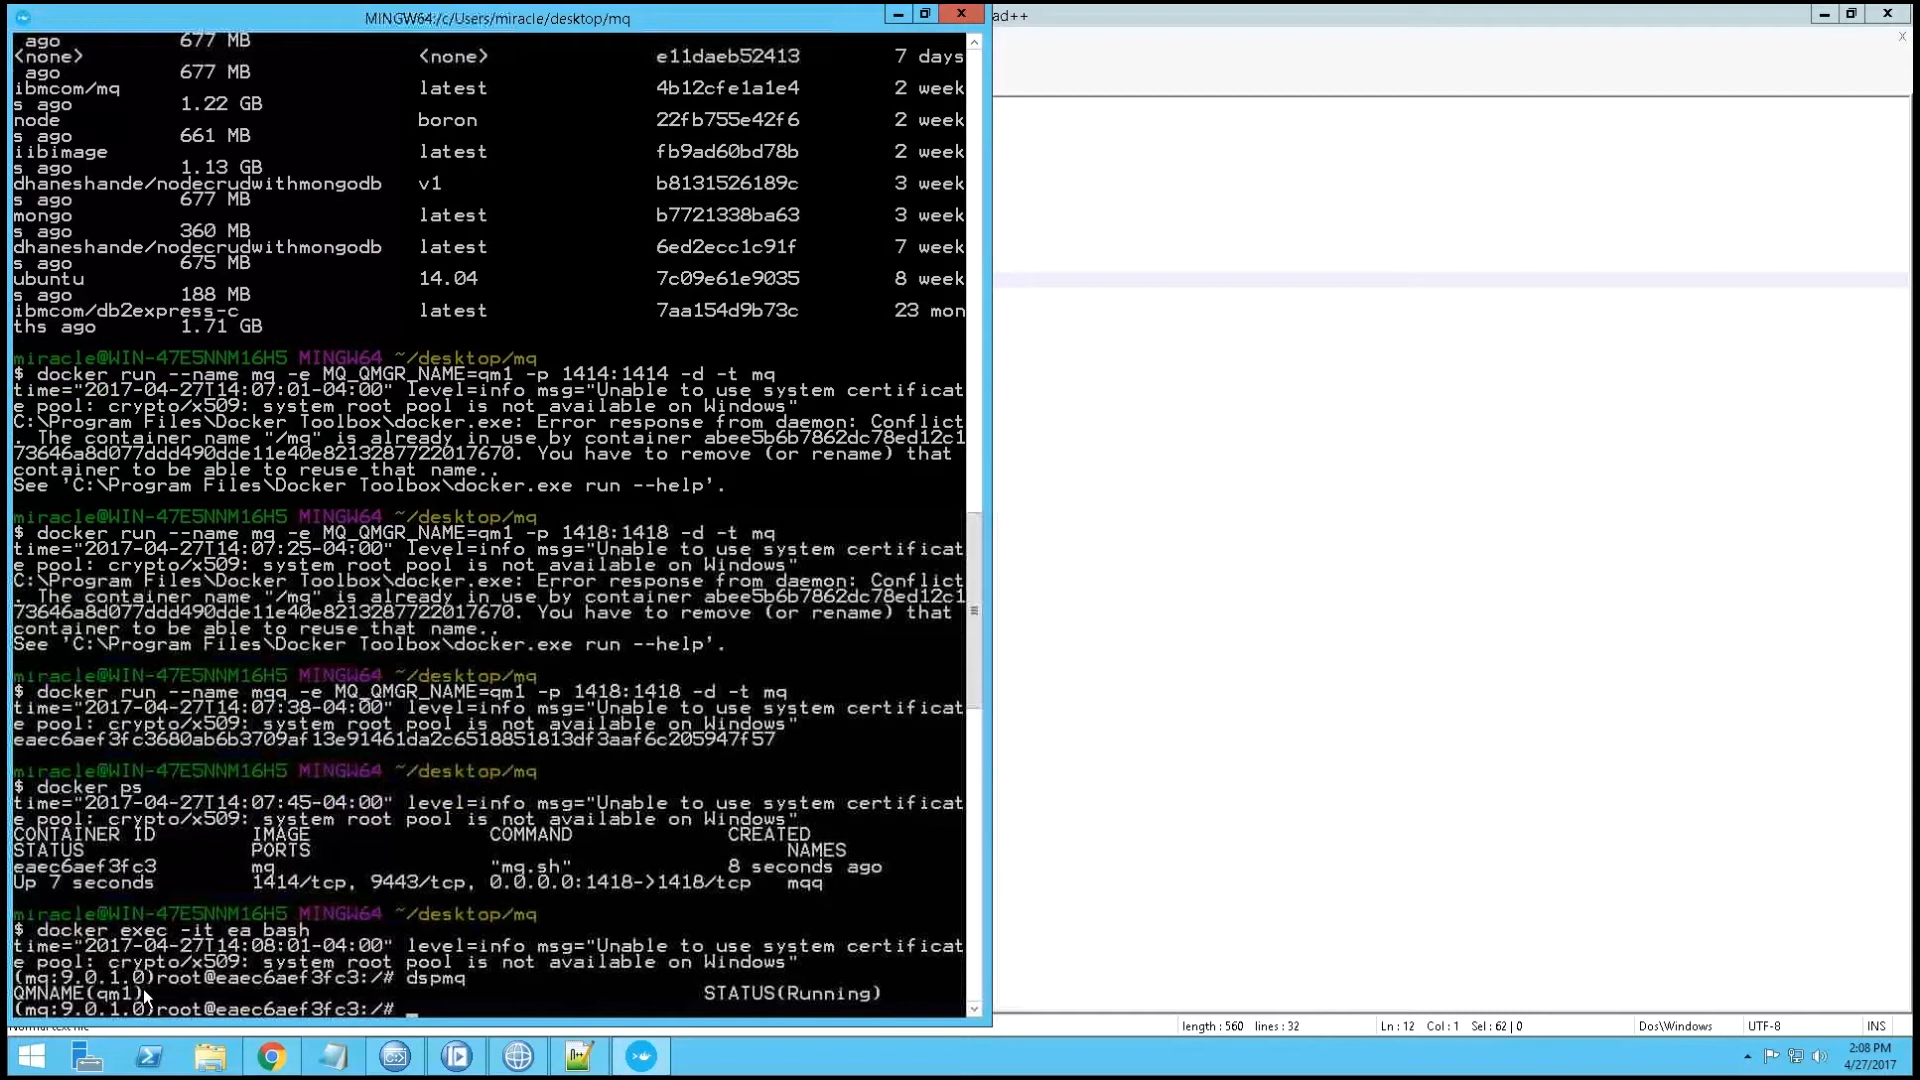 MINGW64:/c/Users/miracle/desktop/mq
ad++
ago 677 MB
<none> <none> e11daeb52413 7 days
ago 677 MB
ibmcom/mq latest 4b12cfe1a1e4 2 week
s ago 1.22 GB
node boron 22fb755e42f6 2 week
s ago 661 MB
iibimage latest fb9ad60bd78b 2 week
s ago 1.13 GB
dhaneshande/nodecrudwithmongodb v1 b8131526189c 3 week
s ago 677 MB
mongo latest b7721338ba63 3 week
s ago 360 MB
dhaneshande/nodecrudwithmongodb latest 6ed2ecc1c91f 7 week
s ago 675 MB
ubuntu 14.04 7c09e61e9035 8 week
s ago 188 MB
ibmcom/db2express-c latest 7aa154d9b73c 23 mon
ths ago 1.71 GB
miracle@WIN-47E5NNM16H5 MINGW64 ~/desktop/mq
$ docker run --name mq -e MQ_QMGR_NAME=qm1 -p 1414:1414 -d -t mq
time="2017-04-27T14:07:01-04:00" level=info msg="Unable to use system certificat
e pool: crypto/x509: system root pool is not available on Windows"
C:\Program Files\Docker Toolbox\docker.exe: Error response from daemon: Conflict
. The container name "/mq" is already in use by container abee5b6b7862dc78ed12c1
73646a8d077ddd490dde11e40e8213287722017670. You have to remove (or rename) that
container to be able to reuse that name..
See 'C:\Program Files\Docker Toolbox\docker.exe run --help'.
miracle@WIN-47E5NNM16H5 MINGW64 ~/desktop/mq
$ docker run --name mq -e MQ_QMGR_NAME=qm1 -p 1418:1418 -d -t mq
time="2017-04-27T14:07:25-04:00" level=info msg="Unable to use system certificat
e pool: crypto/x509: system root pool is not available on Windows"
C:\Program Files\Docker Toolbox\docker.exe: Error response from daemon: Conflict
. The container name "/mq" is already in use by container abee5b6b7862dc78ed12c1
73646a8d077ddd490dde11e40e8213287722017670. You have to remove (or rename) that
container to be able to reuse that name..
See 'C:\Program Files\Docker Toolbox\docker.exe run --help'.
miracle@WIN-47E5NNM16H5 MINGW64 ~/desktop/mq
$ docker run --name mqq -e MQ_QMGR_NAME=qm1 -p 1418:1418 -d -t mq
time="2017-04-27T14:07:38-04:00" level=info msg="Unable to use system certificat
e pool: crypto/x509: system root pool is not available on Windows"
eaec6aef3fc3680ab6b3709af13e91461da2c6518851813df3aaf6c205947f57
miracle@WIN-47E5NNM16H5 MINGW64 ~/desktop/mq
$ docker ps
time="2017-04-27T14:07:45-04:00" level=info msg="Unable to use system certificat
e pool: crypto/x509: system root pool is not available on Windows"
CONTAINER ID IMAGE COMMAND CREATED
STATUS PORTS NAMES
eaec6aef3fc3 mq "mq.sh" 8 seconds ago
Up 7 seconds 1414/tcp, 9443/tcp, 0.0.0.0:1418->1418/tcp mqq
miracle@WIN-47E5NNM16H5 MINGW64 ~/desktop/mq
$ docker exec -it ea bash
time="2017-04-27T14:08:01-04:00" level=info msg="Unable to use system certificat
e pool: crypto/x509: system root pool is not available on Windows"
(mq:9.0.1.0)root@eaec6aef3fc3:/# dspmq
QMNAME(qm1) STATUS(Running)
(mq:9.0.1.0)root@eaec6aef3fc3:/# _
length : 560 lines : 32 Ln : 12 Col : 1 Sel : 62 | 0 Dos\Windows UTF-8 INS
2:08 PM
4/27/2017